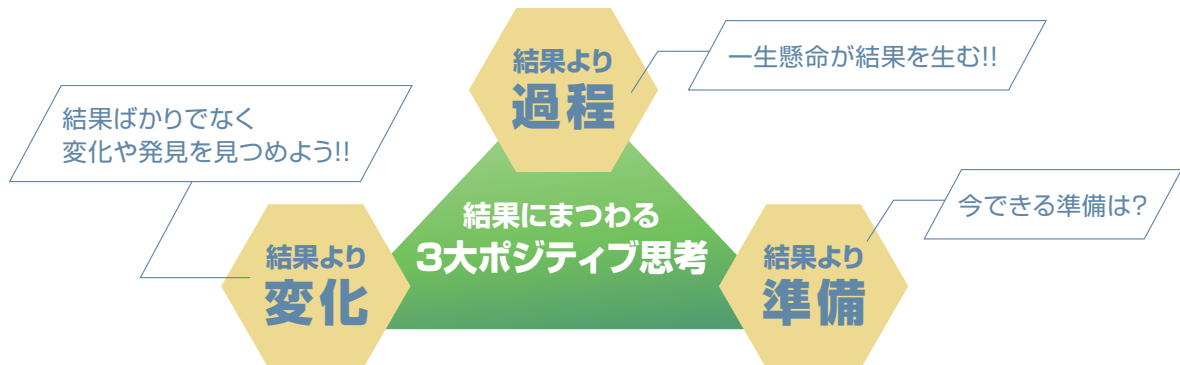 結果より
過程
一生懸命が結果を生む!!
結果ばかりでなく
変化や発見を見つめよう!!
結果にまつわる
3大ポジティブ思考
今できる準備は?
結果より
変化
結果より
準備